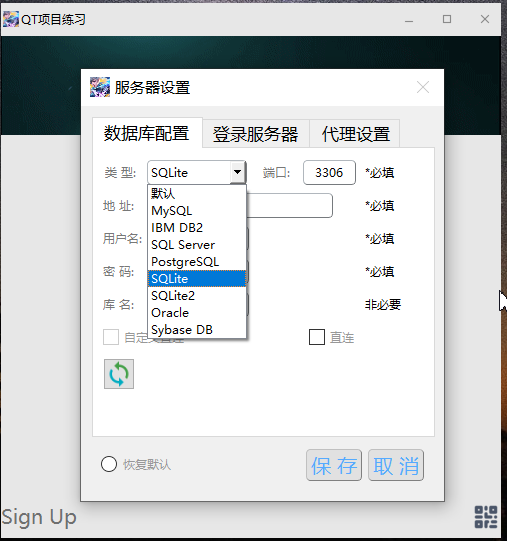 QT项目练习
服务器设置
数据库配置 登录服务器 代理设置
类 型: SQLite 端口: 3306 *必填
默认
MySQL
地 址: *必填
IBM DB2
用户名: SQL Server *必填
PostgreSQL
密 码: SQLite *必填
SQLite2
库 名: Oracle 非必要
Sybase DB
自定义直连 直连
恢复默认 保 存 取 消
Sign Up